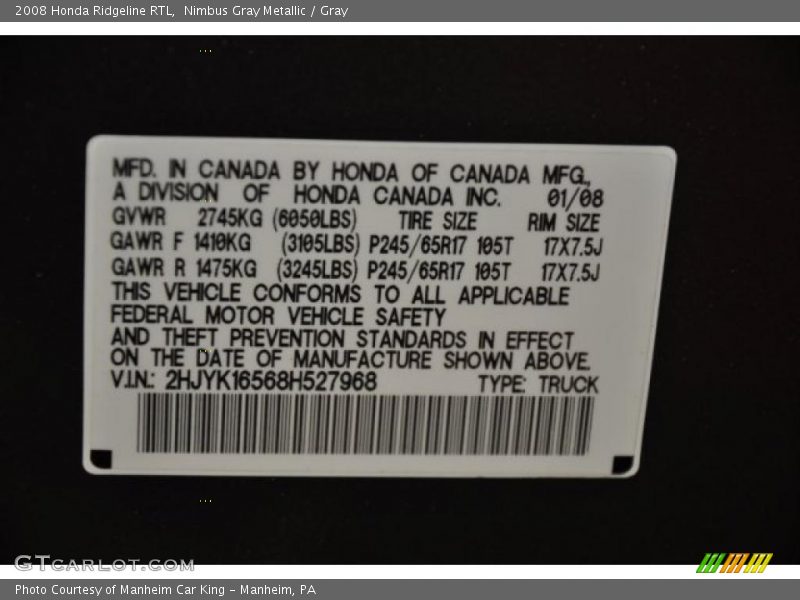 2008 Honda Ridgeline RTL,  Nimbus Gray Metallic / Gray
MFD. IN CANADA BY HONDA OF CANADA MFG.,
A DIVISION OF HONDA CANADA INC. 01/08
GVWR 2745KG (6050LBS) TIRE SIZE RIM SIZE
GAWR F 1410KG (3105LBS) P245/65R17 105T 17X7.5J
GAWR R 1475KG (3245LBS) P245/65R17 105T 17X7.5J
THIS VEHICLE CONFORMS TO ALL APPLICABLE
FEDERAL MOTOR VEHICLE SAFETY
AND THEFT PREVENTION STANDARDS IN EFFECT
ON THE DATE OF MANUFACTURE SHOWN ABOVE.
V.I.N.: 2HJYK16568H527968 TYPE: TRUCK
GTCARLOT.COM
Photo Courtesy of Manheim Car King - Manheim, PA